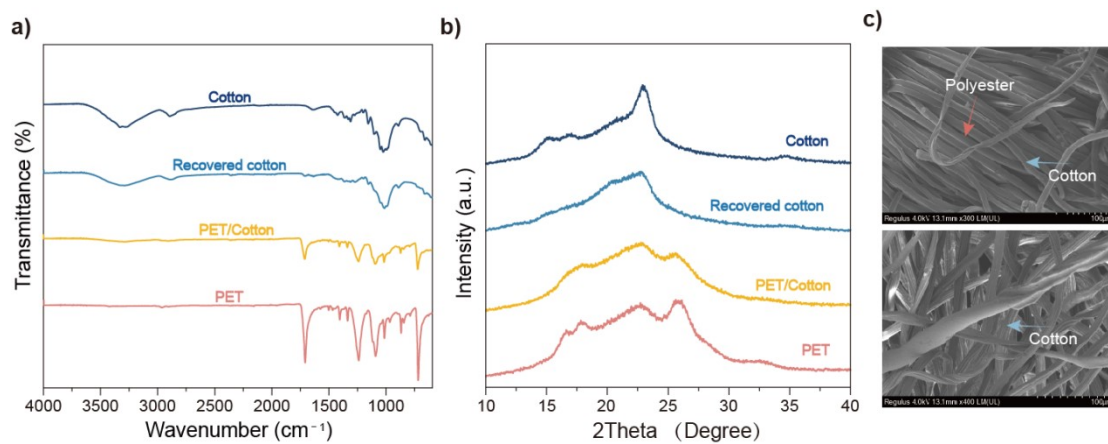 a)
Transmittance (%)
Cotton
Recovered cotton
PET/Cotton
PET
4000 3500 3000 2500 2000 1500 1000
Wavenumber (cm⁻¹)
b)
Intensity (a.u.)
Cotton
Recovered cotton
PET/Cotton
PET
10 15 20 25 30 35 40
2Theta （Degree）
c)
Polyester
Cotton
Regulus 4.0kV 13.1mm x300 LM(UL)
100μm
Cotton
Regulus 4.0kV 13.1mm x400 LM(UL)
100μm